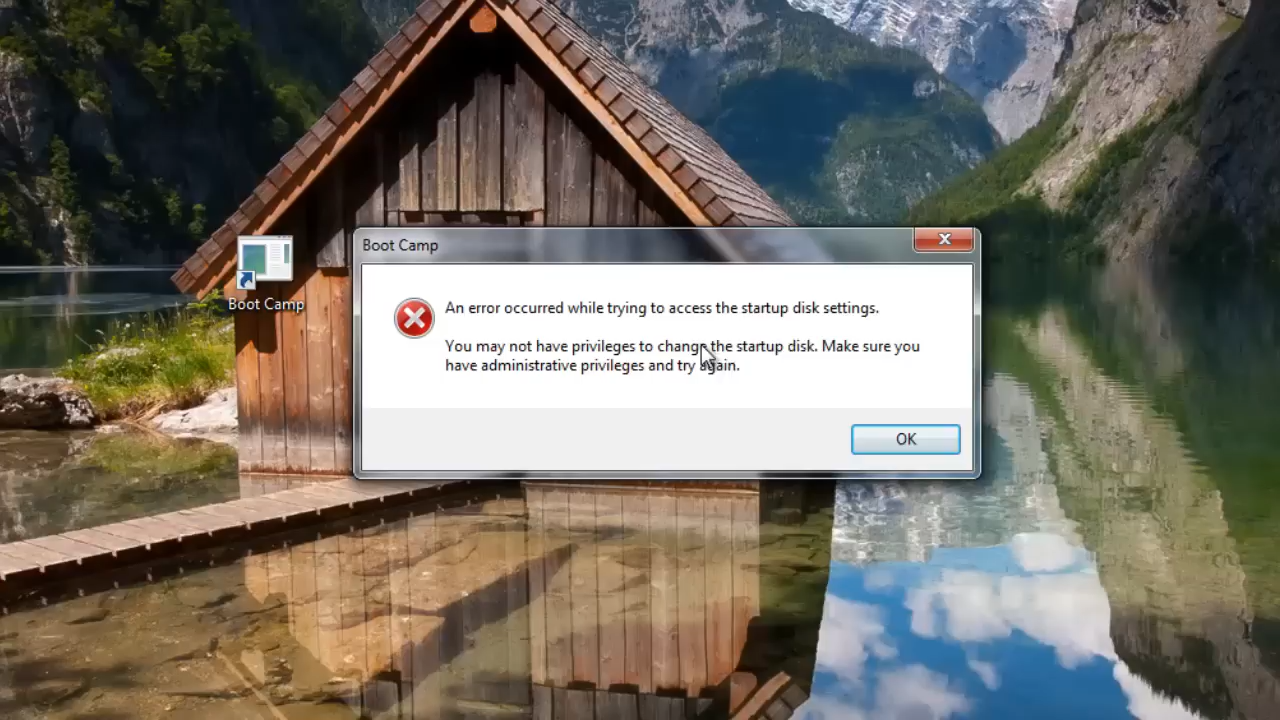 Boot Camp
Boot Camp
An error occurred while trying to access the startup disk settings.
You may not have privileges to change the startup disk. Make sure you
have administrative privileges and try again.
OK